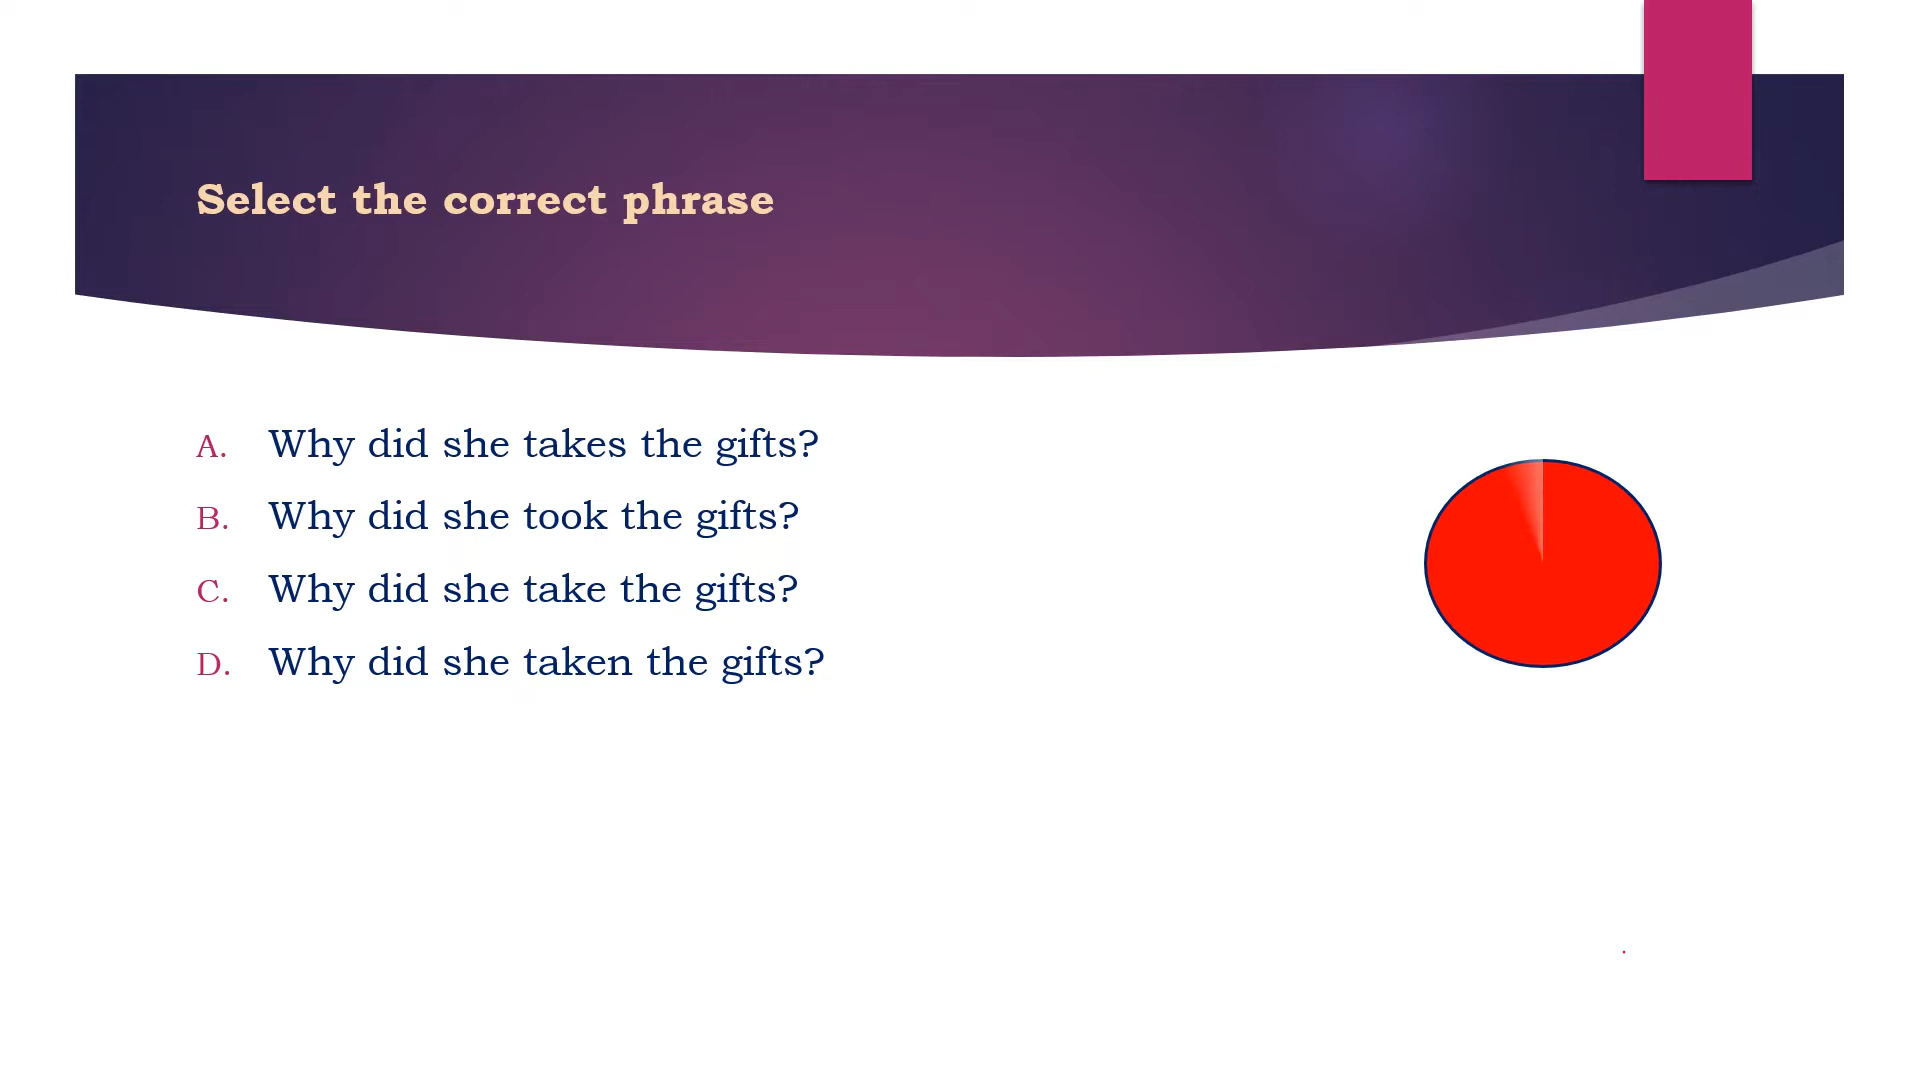 Select the correct phrase
A. Why did she takes the gifts?
B. Why did she took the gifts?
C. Why did she take the gifts?
D. Why did she taken the gifts?
.